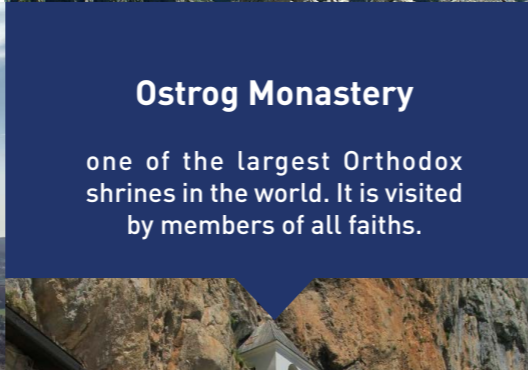 Ostrog Monastery
one of the largest Orthodox
shrines in the world. It is visited
by members of all faiths.